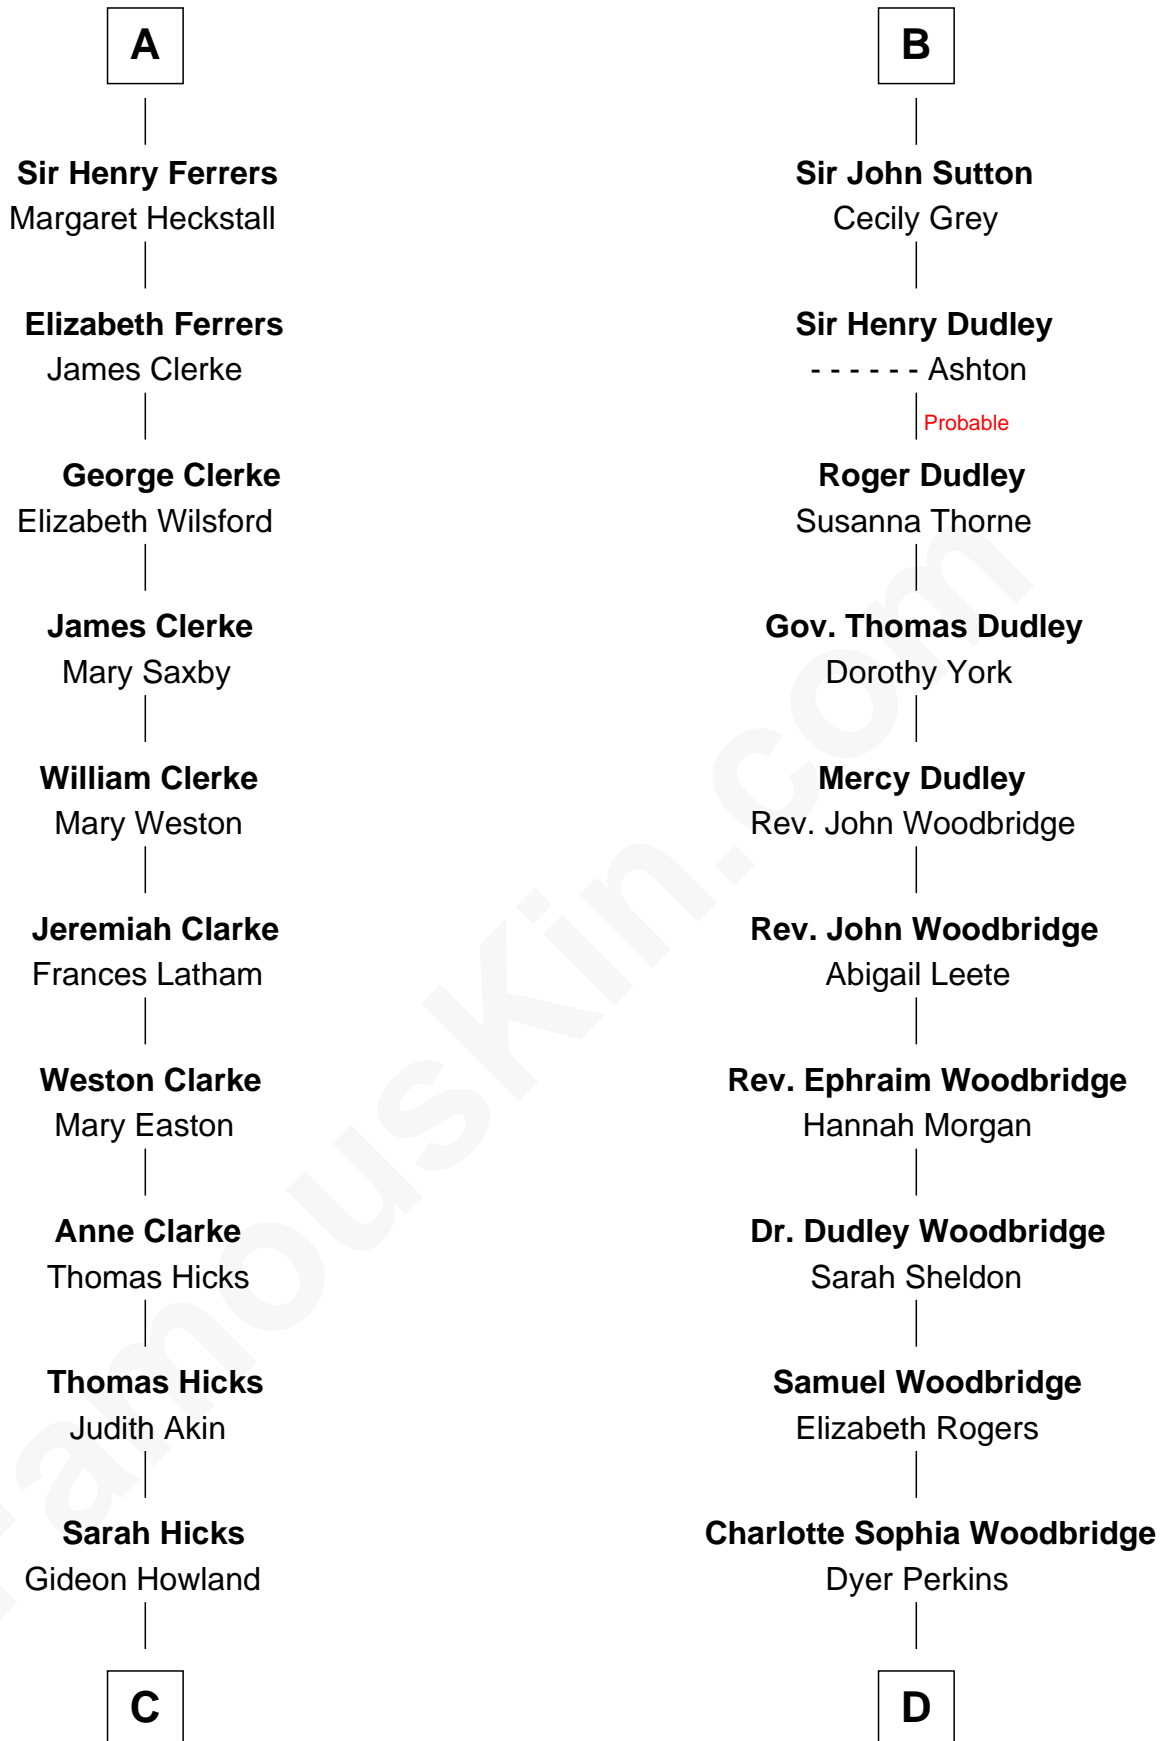 A
Sir Henry Ferrers
Margaret Heckstall
Elizabeth Ferrers
James Clerke
George Clerke
Elizabeth Wilsford
James Clerke
Mary Saxby
William Clerke
Mary Weston
Jeremiah Clarke
Frances Latham
Weston Clarke
Mary Easton
Anne Clarke
Thomas Hicks
Thomas Hicks
Judith Akin
Sarah Hicks
Gideon Howland
C
B
Sir John Sutton
Cecily Grey
Sir Henry Dudley
- - - - - - Ashton
Probable
Roger Dudley
Susanna Thorne
Gov. Thomas Dudley
Dorothy York
Mercy Dudley
Rev. John Woodbridge
Rev. John Woodbridge
Abigail Leete
Rev. Ephraim Woodbridge
Hannah Morgan
Dr. Dudley Woodbridge
Sarah Sheldon
Samuel Woodbridge
Elizabeth Rogers
Charlotte Sophia Woodbridge
Dyer Perkins
D
FamousKin.com